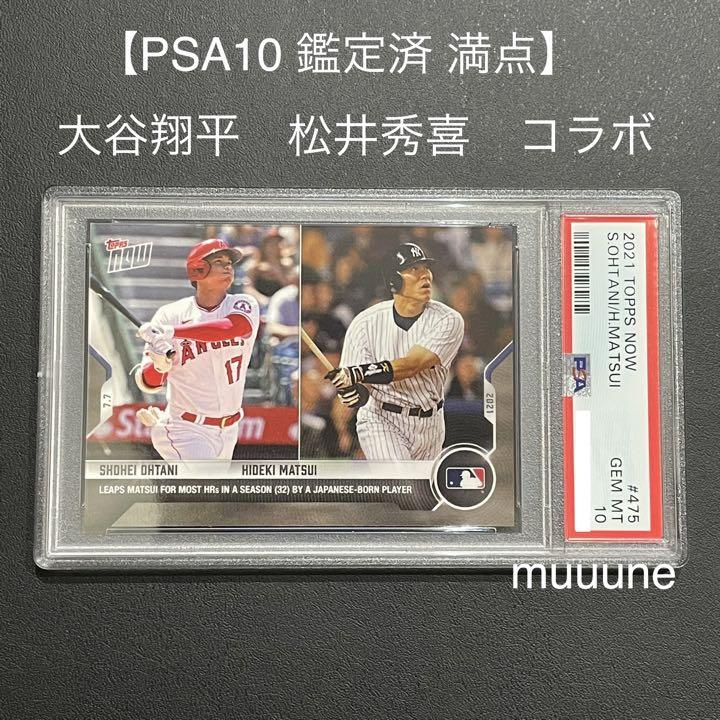 【PSA10 鑑定済 満点】
大谷翔平　松井秀喜　コラボ
topps NOW
ANGELS
17
7.7
2021
SHOHEI OHTANI
HIDEKI MATSUI
LEAPS MATSUI FOR MOST HRs IN A SEASON (32) BY A JAPANESE-BORN PLAYER
2021 TOPPS NOW
S.OHTANI/H.MATSUI
PSA
#475
GEM MT
10
muuune